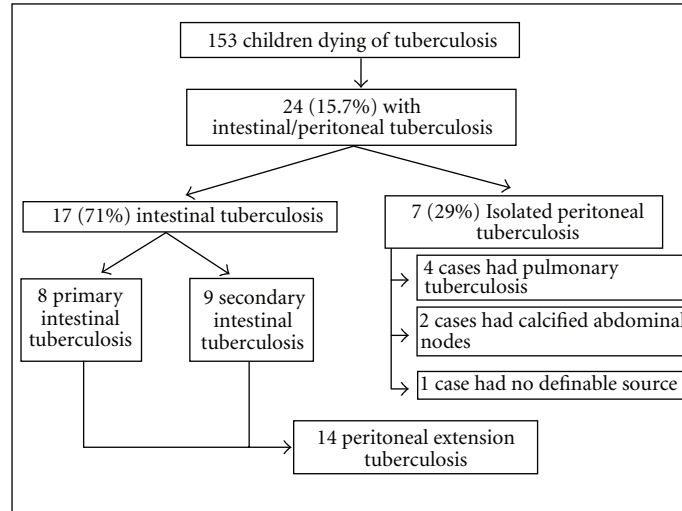 153 children dying of tuberculosis
24 (15.7%) with
intestinal/peritoneal tuberculosis
17 (71%) intestinal tuberculosis
7 (29%) Isolated peritoneal
tuberculosis
4 cases had pulmonary
tuberculosis
2 cases had calcified abdominal
nodes
1 case had no definable source
8 primary
intestinal
tuberculosis
9 secondary
intestinal
tuberculosis
14 peritoneal extension
tuberculosis